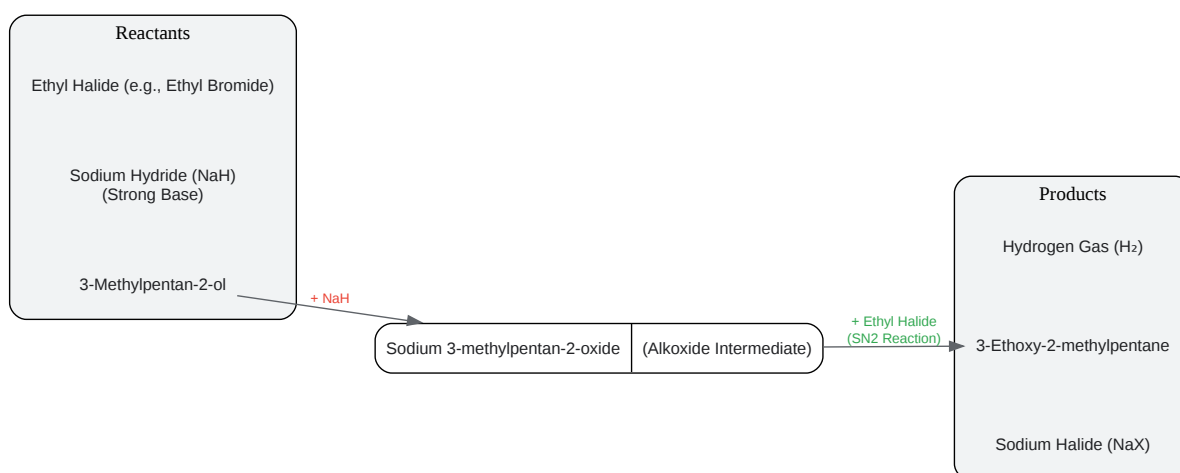 Reactants
Ethyl Halide (e.g., Ethyl Bromide)
Sodium Hydride (NaH)
(Strong Base)
3-Methylpentan-2-ol
+ NaH
Sodium 3-methylpentan-2-oxide
(Alkoxide Intermediate)
+ Ethyl Halide
(SN2 Reaction)
Products
Hydrogen Gas (H₂)
3-Ethoxy-2-methylpentane
Sodium Halide (NaX)